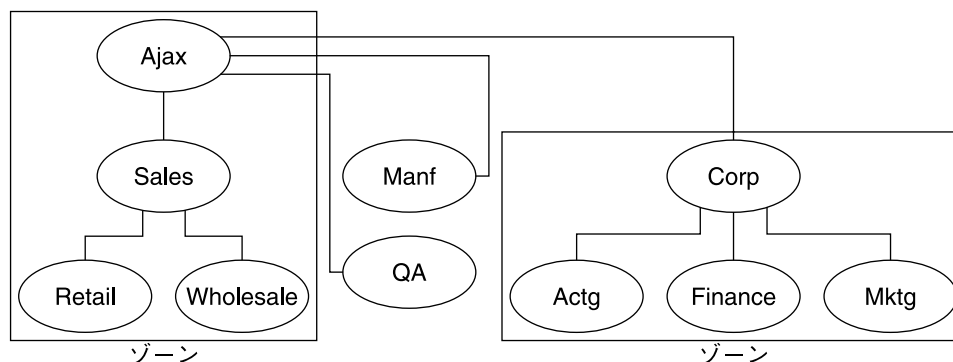 Ajax
Sales
Manf
Corp
QA
Retail
Wholesale
Actg
Finance
Mktg
ゾーン
ゾーン